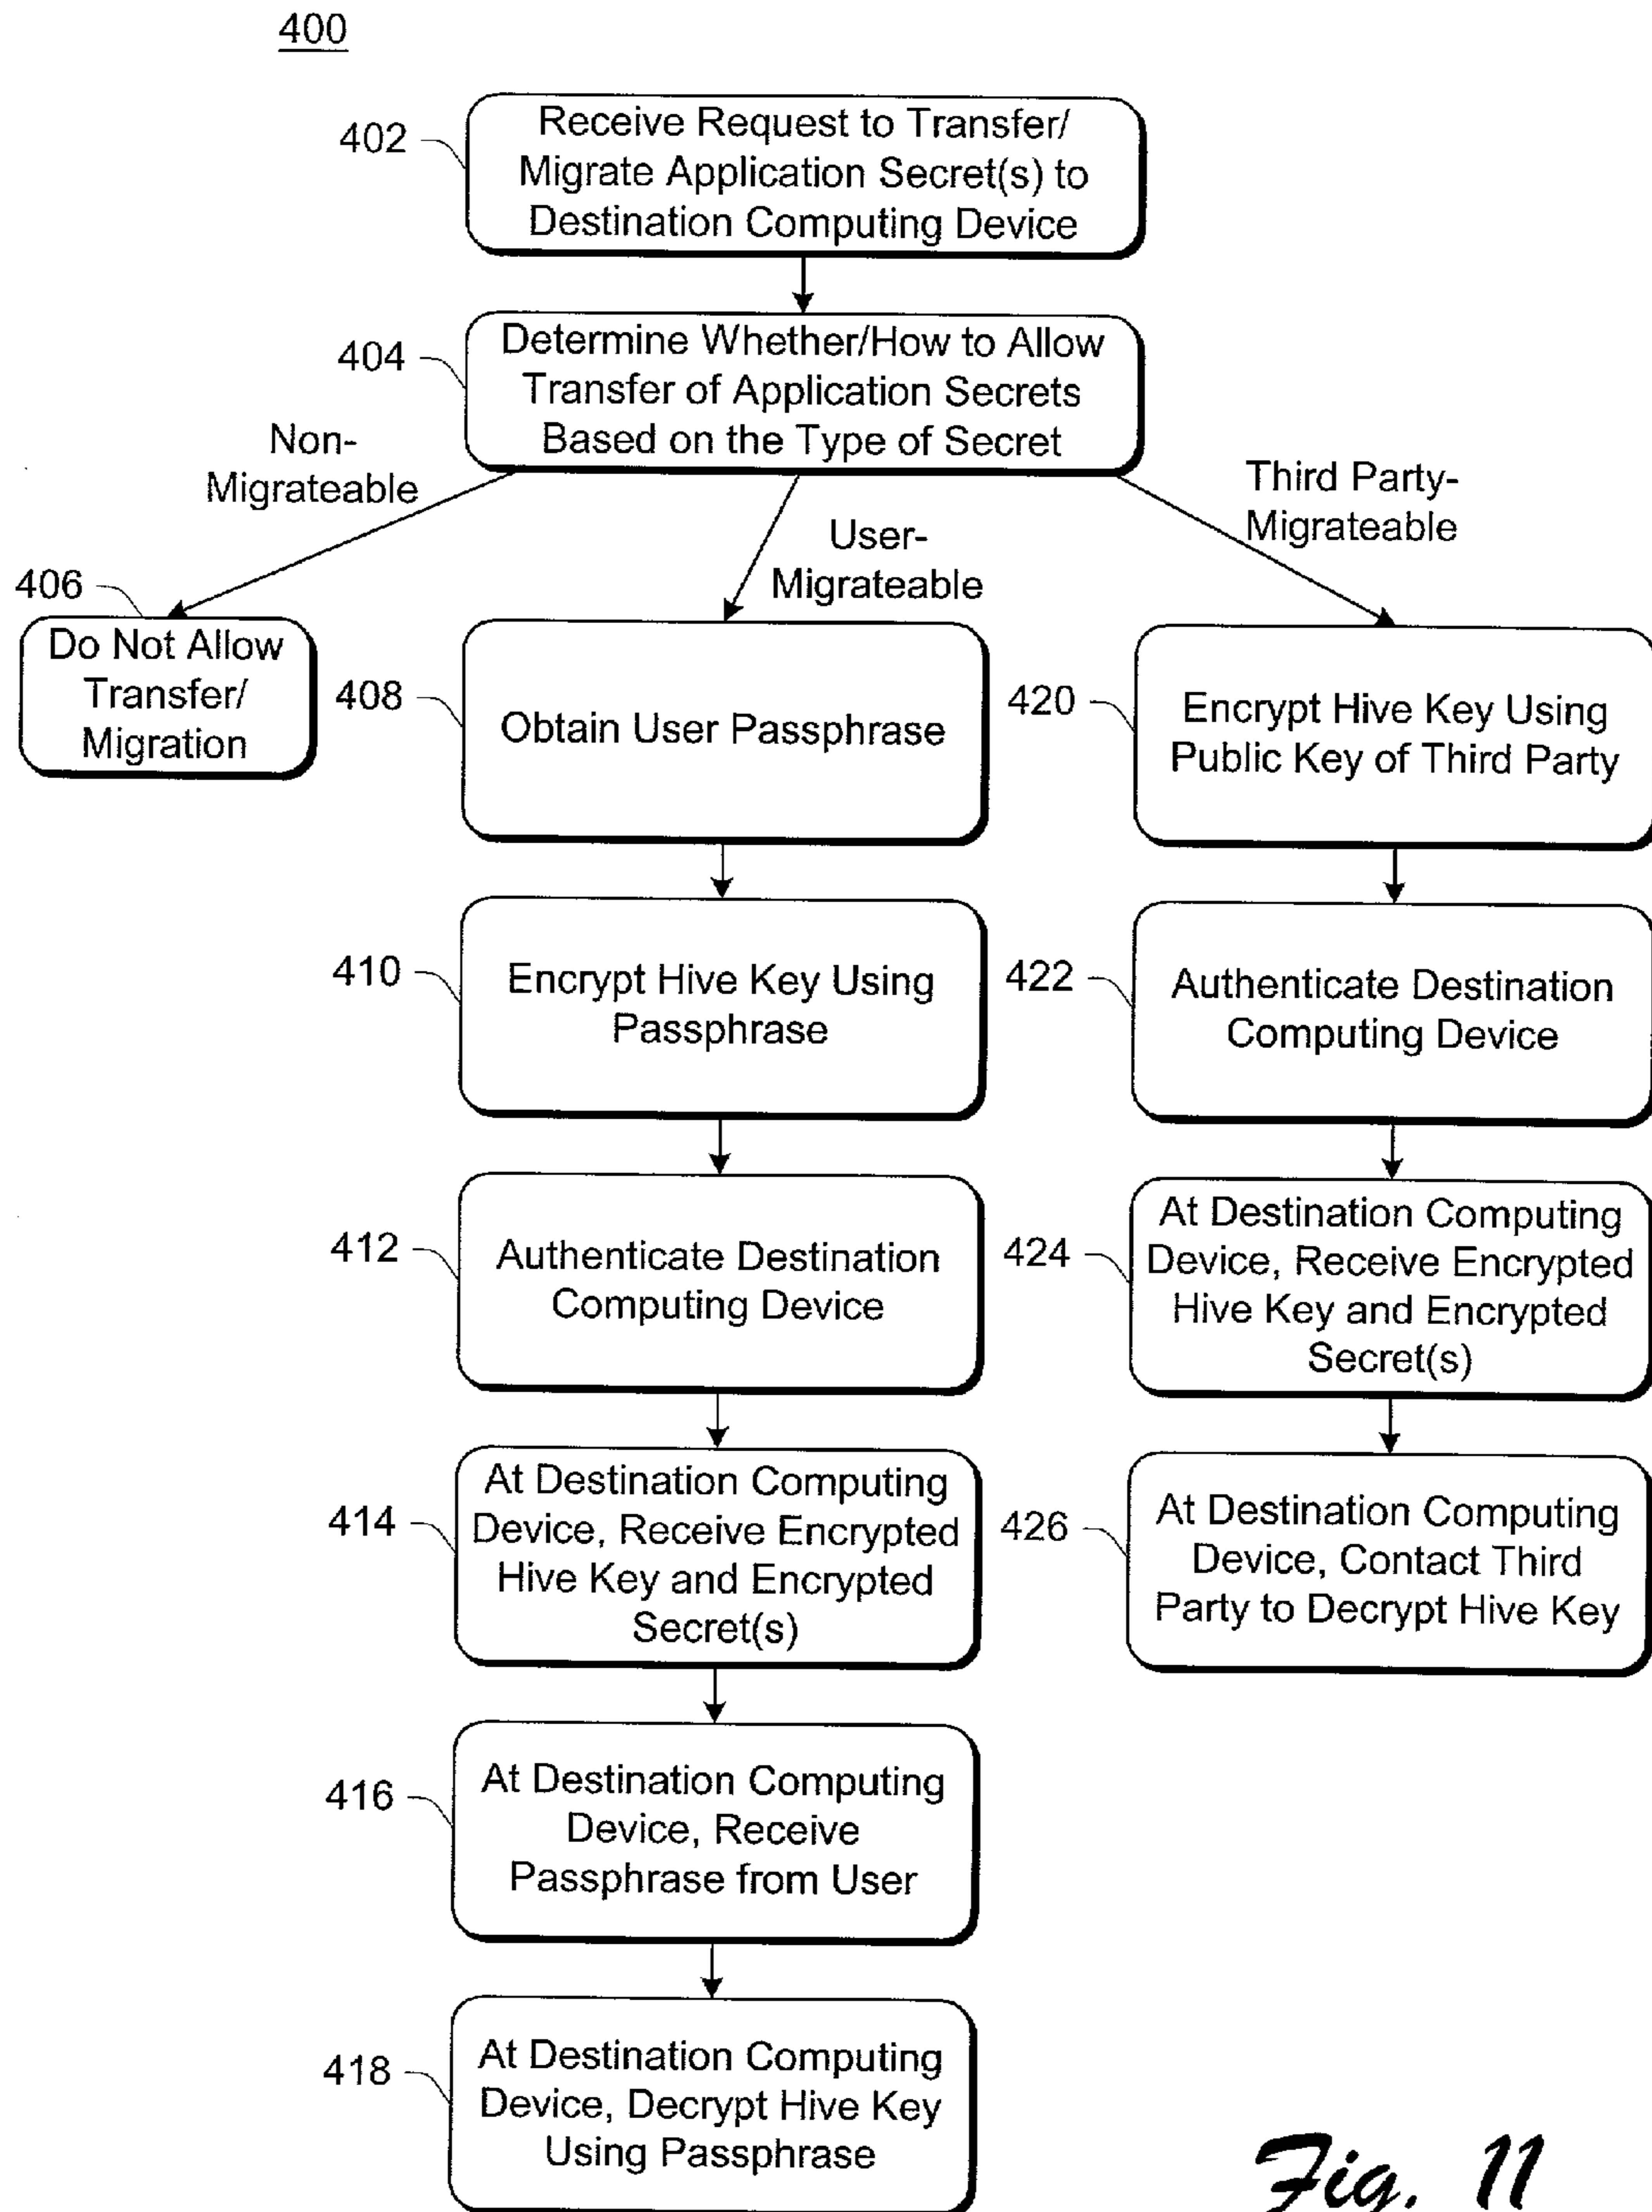 400
402
Receive Request to Transfer/
Migrate Application Secret(s) to
Destination Computing Device
404
Determine Whether/How to Allow
Transfer of Application Secrets
Based on the Type of Secret
Non-
Migrateable
User-
Migrateable
Third Party-
Migrateable
406
Do Not Allow
Transfer/
Migration
408
Obtain User Passphrase
410
Encrypt Hive Key Using
Passphrase
412
Authenticate Destination
Computing Device
414
At Destination Computing
Device, Receive Encrypted
Hive Key and Encrypted
Secret(s)
416
At Destination Computing
Device, Receive
Passphrase from User
418
At Destination Computing
Device, Decrypt Hive Key
Using Passphrase
420
Encrypt Hive Key Using
Public Key of Third Party
422
Authenticate Destination
Computing Device
424
At Destination Computing
Device, Receive Encrypted
Hive Key and Encrypted
Secret(s)
426
At Destination Computing
Device, Contact Third
Party to Decrypt Hive Key
Fig. 11